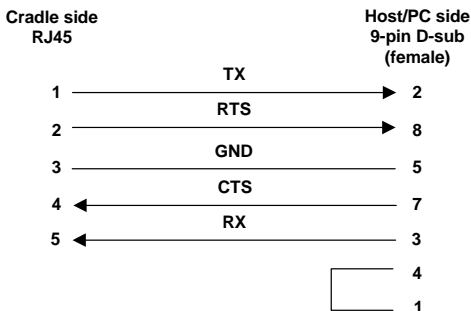 Cradle side
RJ45
Host/PC side
9-pin D-sub
(female)
TX
1 2
RTS
2 8
GND
3 5
CTS
4 7
RX
5 3
4
1